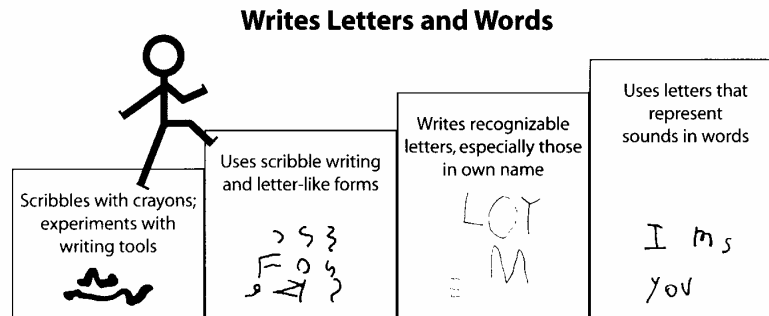 Writes Letters and Words
Scribbles with crayons;
experiments with
writing tools
Uses scribble writing
and letter-like forms
Writes recognizable
letters, especially those
in own name
LOY
M
Uses letters that
represent
sounds in words
I ms
you